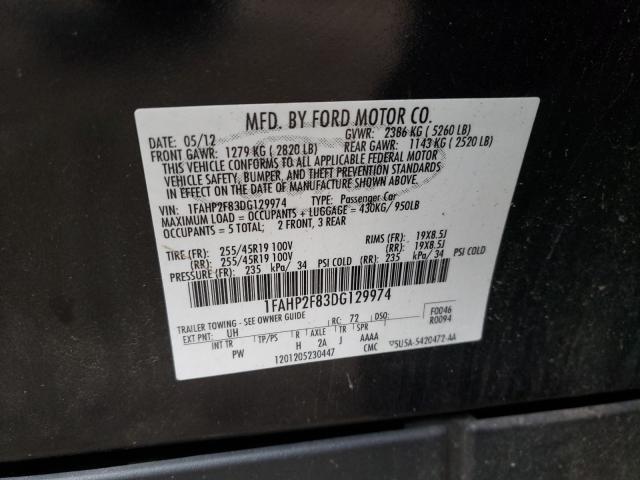 MFD. BY FORD MOTOR CO.
DATE: 05/12 GVWR: 2386 KG ( 5260 LB)
FRONT GAWR: 1279 KG ( 2820 LB) REAR GAWR: 1143 KG ( 2520 LB)
THIS VEHICLE CONFORMS TO ALL APPLICABLE FEDERAL MOTOR
VEHICLE SAFETY, BUMPER, AND THEFT PREVENTION STANDARDS
IN EFFECT ON THE DATE OF MANUFACTURE SHOWN ABOVE.
VIN: 1FAHP2F83DG129974 TYPE: Passenger Car
MAXIMUM LOAD = OCCUPANTS + LUGGAGE = 430KG/ 950LB
OCCUPANTS = 5 TOTAL; 2 FRONT, 3 REAR
TIRE (FR): 255/45R19 100V RIMS (FR): 19X8.5J
(RR): 255/45R19 100V (RR): 19X8.5J
PRESSURE (FR): 235 kPa/ 34 PSI COLD (RR): 235 kPa/ 34 PSI COLD
1FAHP2F83DG129974
TRAILER TOWING - SEE OWNER GUIDE F0046
EXT PNT: UH RC: 72 DSO: R0094
INT TR TP/PS R AXLE TR SPR
PW H 2A J AAAA
1201205230447 CMC 5U5A-5420472-AA